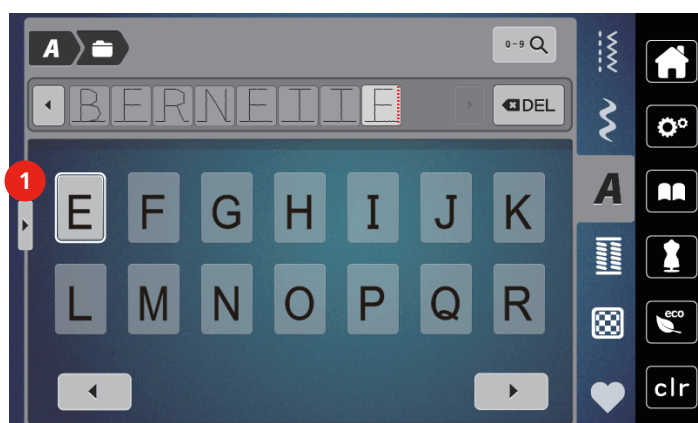 A
0-9
BERNETTE
DEL
1
E F G H I J K
L M N O P Q R
A
eco
clr